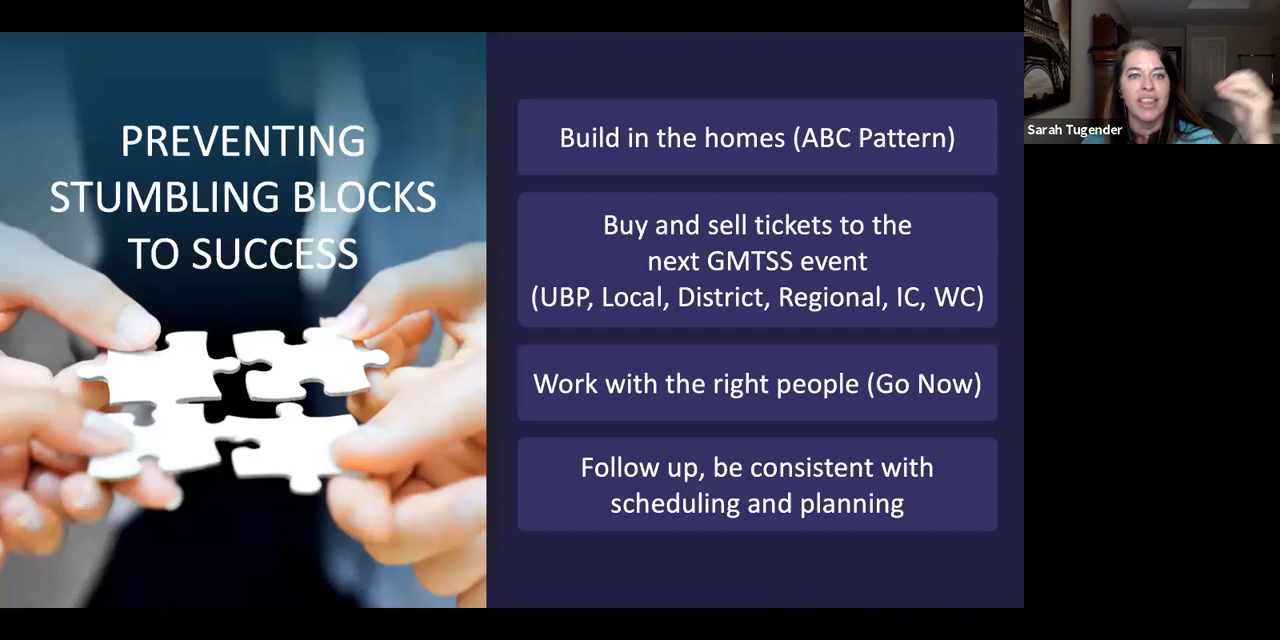 PREVENTING
STUMBLING BLOCKS
TO SUCCESS
Build in the homes (ABC Pattern)
Buy and sell tickets to the
next GMTSS event
(UBP, Local, District, Regional, IC, WC)
Work with the right people (Go Now)
Follow up, be consistent with
scheduling and planning
Sarah Tugender